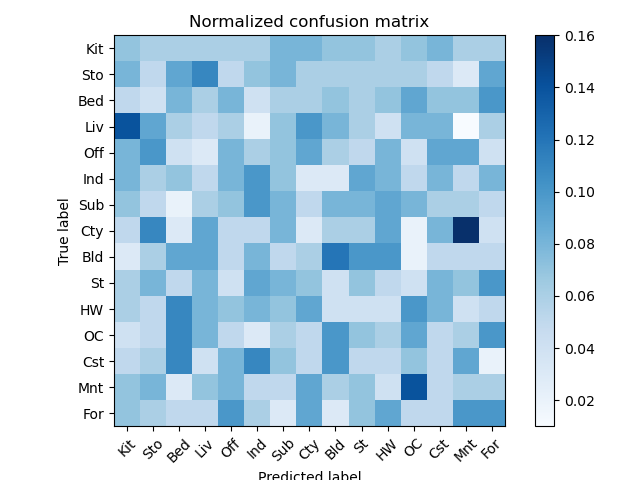 Normalized confusion matrix
True label
Kit
Sto
Bed
Liv
Off
Ind
Sub
Cty
Bld
St
HW
OC
Cst
Mnt
For
Kit Sto Bed Liv Off Ind Sub Cty Bld St HW OC Cst Mnt For
Predicted label
0.16
0.14
0.12
0.10
0.08
0.06
0.04
0.02